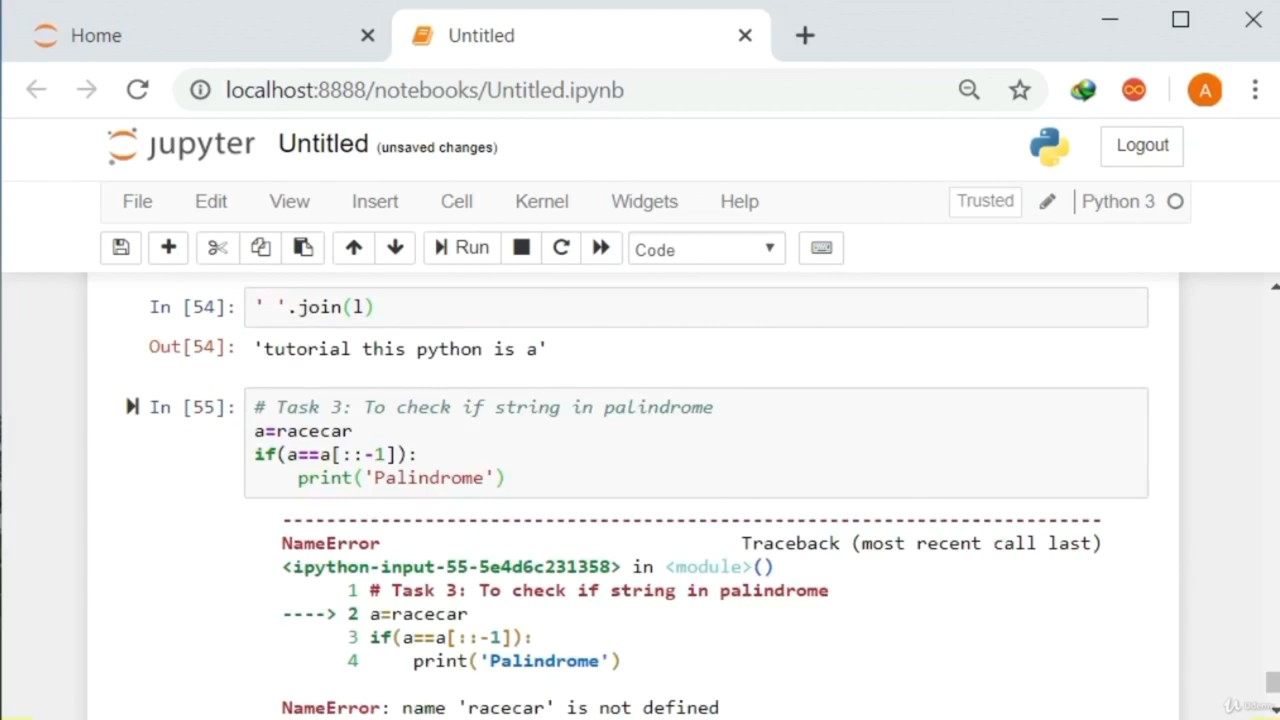 Home
Untitled
localhost:8888/notebooks/Untitled.ipynb
A
jupyter Untitled (unsaved changes)
Logout
File Edit View Insert Cell Kernel Widgets Help Trusted Python 3
Run Code
In [54]: ' '.join(l)
Out[54]: 'tutorial this python is a'
In [55]: # Task 3: To check if string in palindrome
a=racecar
if(a==a[::-1]):
print('Palindrome')
---------------------------------------------------------------------------
NameError Traceback (most recent call last)
<ipython-input-55-5e4d6c231358> in <module>()
1 # Task 3: To check if string in palindrome
----> 2 a=racecar
3 if(a==a[::-1]):
4 print('Palindrome')
NameError: name 'racecar' is not defined